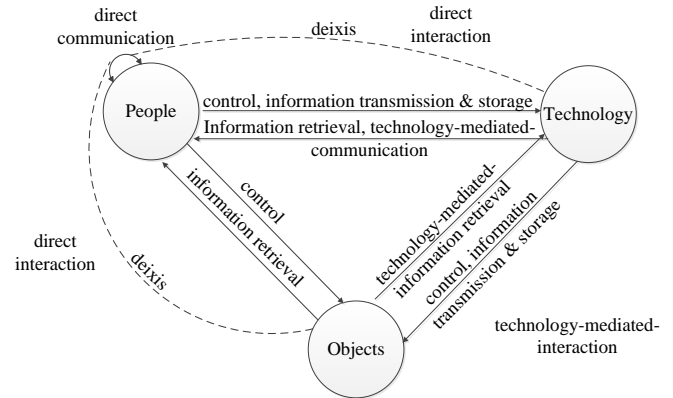 direct
communication
deixis
direct
interaction
People
control, information transmission & storage
Information retrieval, technology-mediated-
communication
Technology
control
information retrieval
technology-mediated-
information retrieval
control, information
transmission & storage
direct
interaction
deixis
Objects
technology-mediated-
interaction